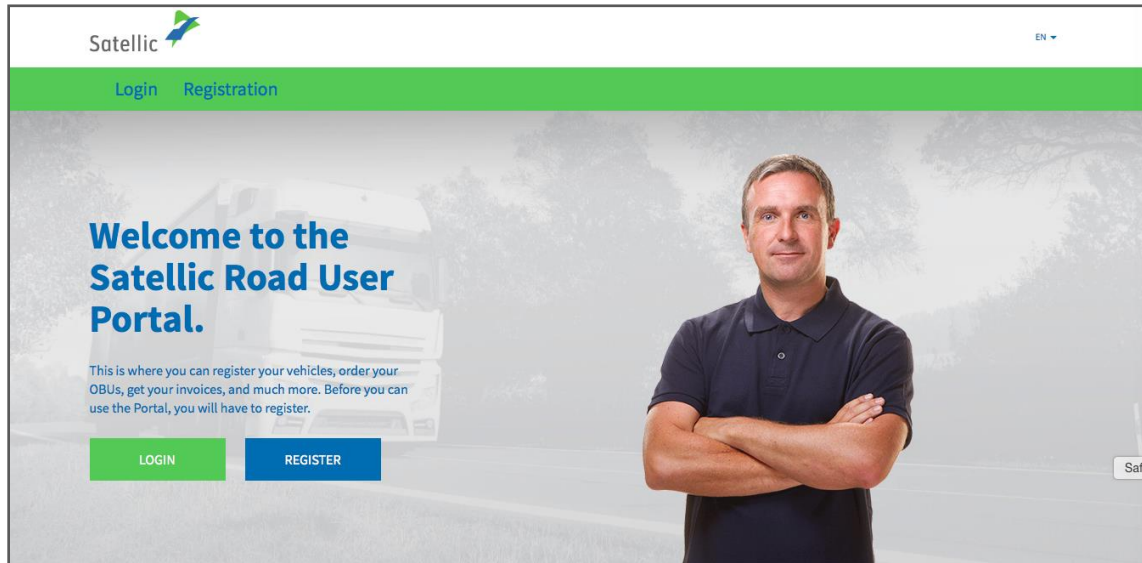 Satellic
EN
Login Registration
Welcome to the
Satellic Road User
Portal.
This is where you can register your vehicles, order your
OBUs, get your invoices, and much more. Before you can
use the Portal, you will have to register.
LOGIN REGISTER